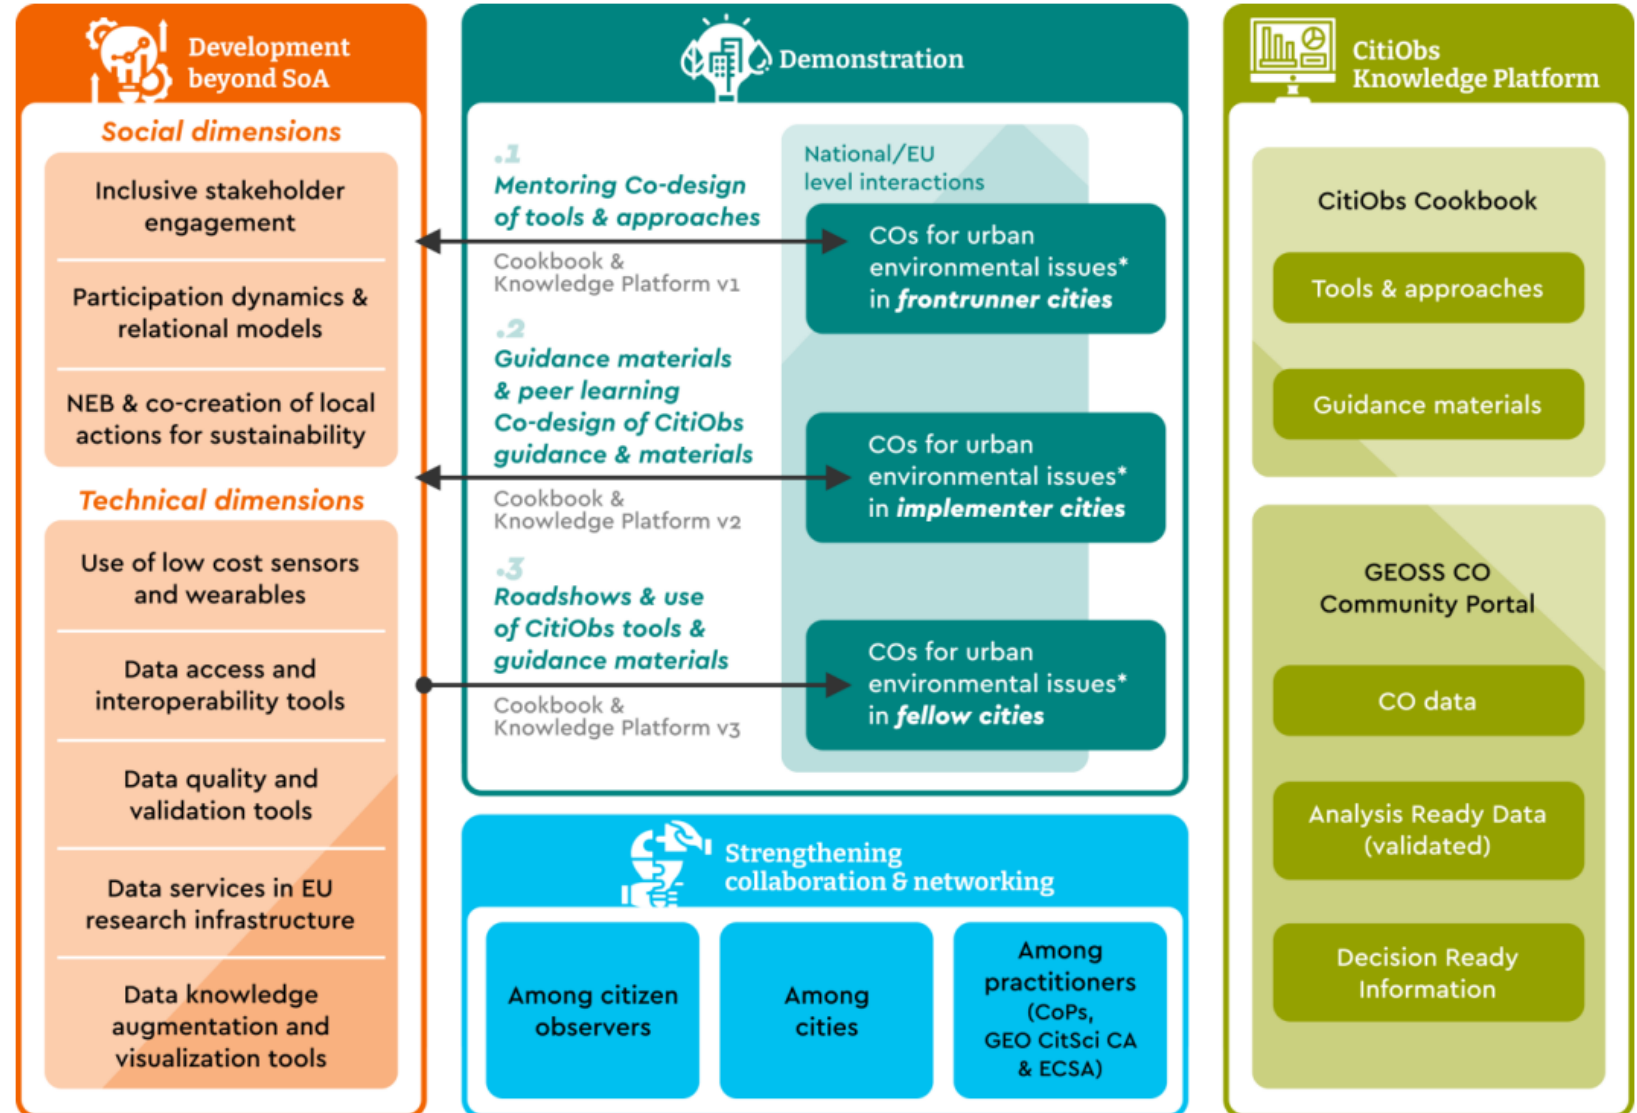 Development
beyond SoA
Social dimensions
Inclusive stakeholder
engagement
Participation dynamics &
relational models
NEB & co-creation of local
actions for sustainability
Technical dimensions
Use of low cost sensors
and wearables
Data access and
interoperability tools
Data quality and
validation tools
Data services in EU
research infrastructure
Data knowledge
augmentation and
visualization tools
Demonstration
.1
Mentoring Co-design
of tools & approaches
Cookbook &
Knowledge Platform v1
.2
Guidance materials
& peer learning
Co-design of CitiObs
guidance & materials
Cookbook &
Knowledge Platform v2
.3
Roadshows & use
of CitiObs tools &
guidance materials
Cookbook &
Knowledge Platform v3
National/EU
level interactions
COs for urban
environmental issues*
in frontrunner cities
COs for urban
environmental issues*
in implementer cities
COs for urban
environmental issues*
in fellow cities
Strengthening
collaboration & networking
Among citizen
observers
Among
cities
Among
practitioners
(CoPs,
GEO CitSci CA
& ECSA)
CitiObs
Knowledge Platform
CitiObs Cookbook
Tools & approaches
Guidance materials
GEOSS CO
Community Portal
CO data
Analysis Ready Data
(validated)
Decision Ready
Information